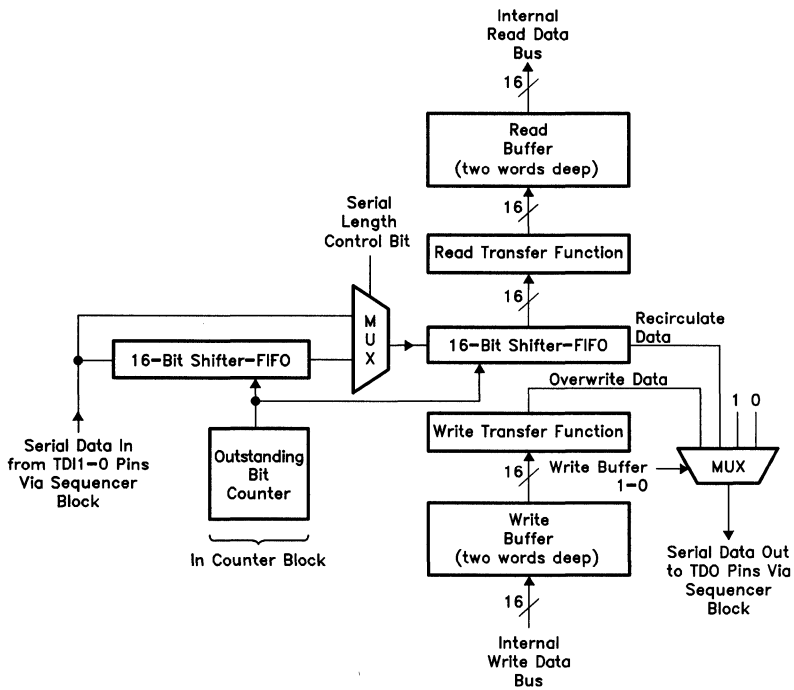 Internal
Read Data
Bus
16
Read
Buffer
(two words deep)
16
Read Transfer Function
16
Serial
Length
Control Bit
MUX
16-Bit Shifter-FIFO
16-Bit Shifter-FIFO
Recirculate
Data
Overwrite Data
1 0
Serial Data In
from TDI1-0 Pins
Via Sequencer
Block
Outstanding
Bit
Counter
In Counter Block
Write Transfer Function
16
Write Buffer
1-0
MUX
Write
Buffer
(two words deep)
Serial Data Out
to TDO Pins Via
Sequencer
Block
16
Internal
Write Data
Bus